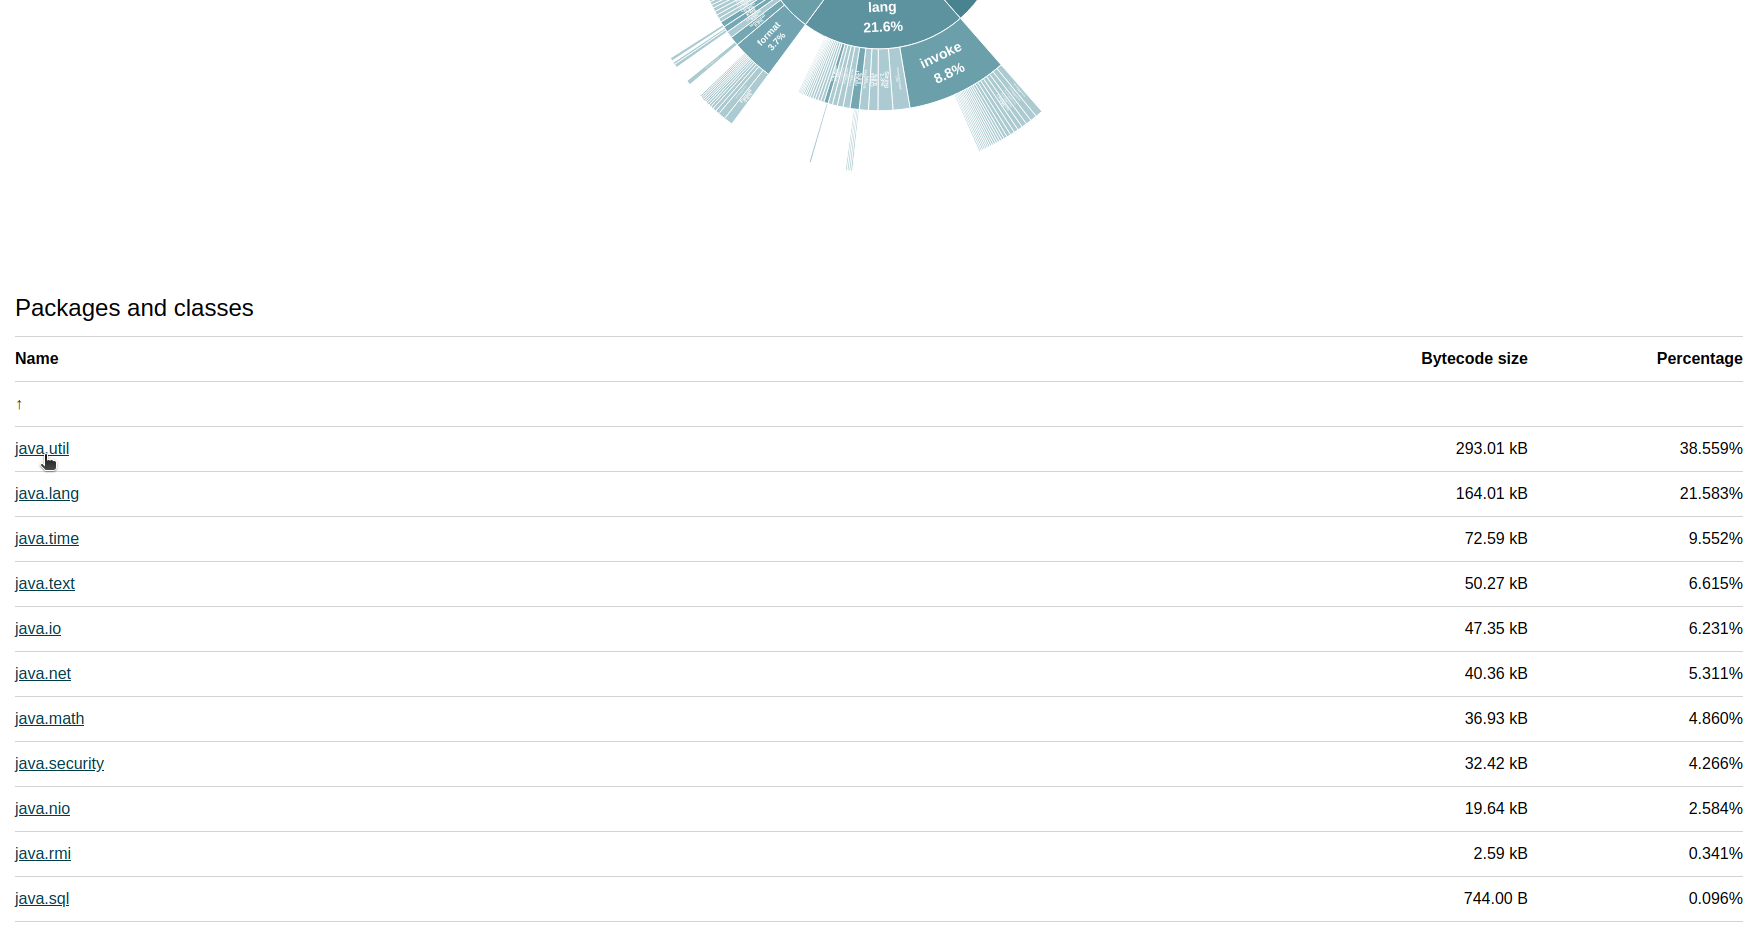 lang
21.6%
format
3.7%
invoke
8.8%
Packages and classes
Name Bytecode size Percentage
↑
java.util 293.01 kB 38.559%
java.lang 164.01 kB 21.583%
java.time 72.59 kB 9.552%
java.text 50.27 kB 6.615%
java.io 47.35 kB 6.231%
java.net 40.36 kB 5.311%
java.math 36.93 kB 4.860%
java.security 32.42 kB 4.266%
java.nio 19.64 kB 2.584%
java.rmi 2.59 kB 0.341%
java.sql 744.00 B 0.096%